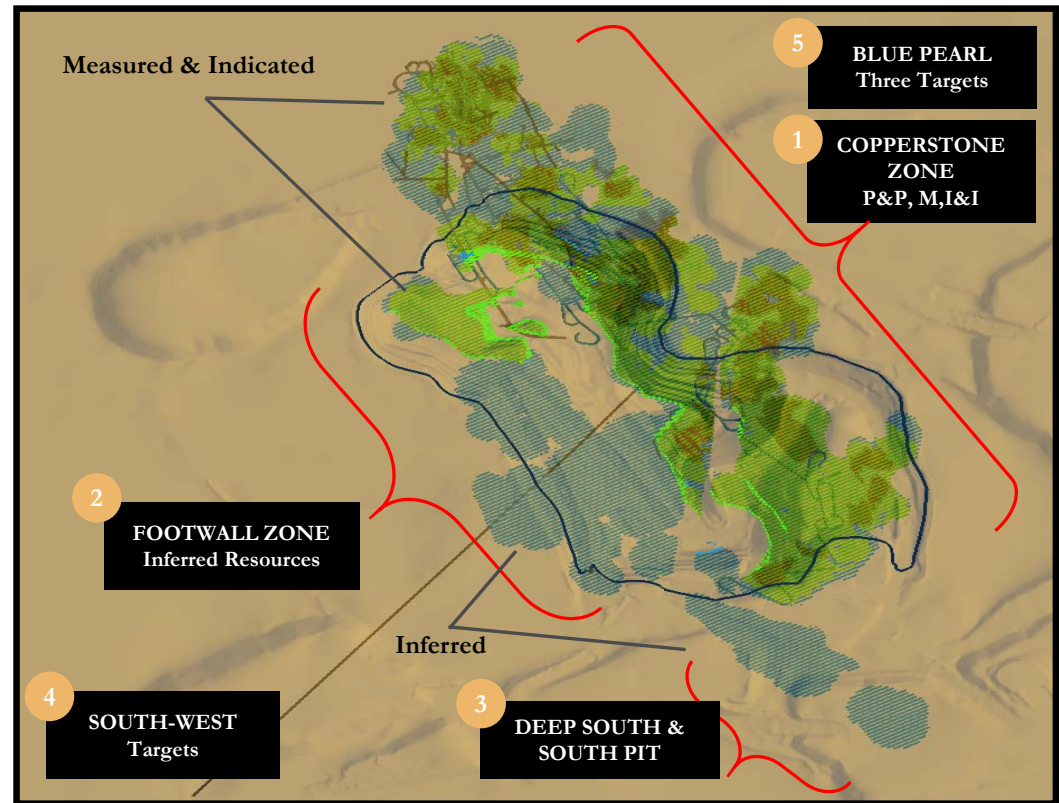 Measured & Indicated
5
BLUE PEARL
Three Targets
1
COPPERSTONE
ZONE
P&P, M,I&I
2
FOOTWALL ZONE
Inferred Resources
Inferred
4
SOUTH-WEST
Targets
3
DEEP SOUTH &
SOUTH PIT